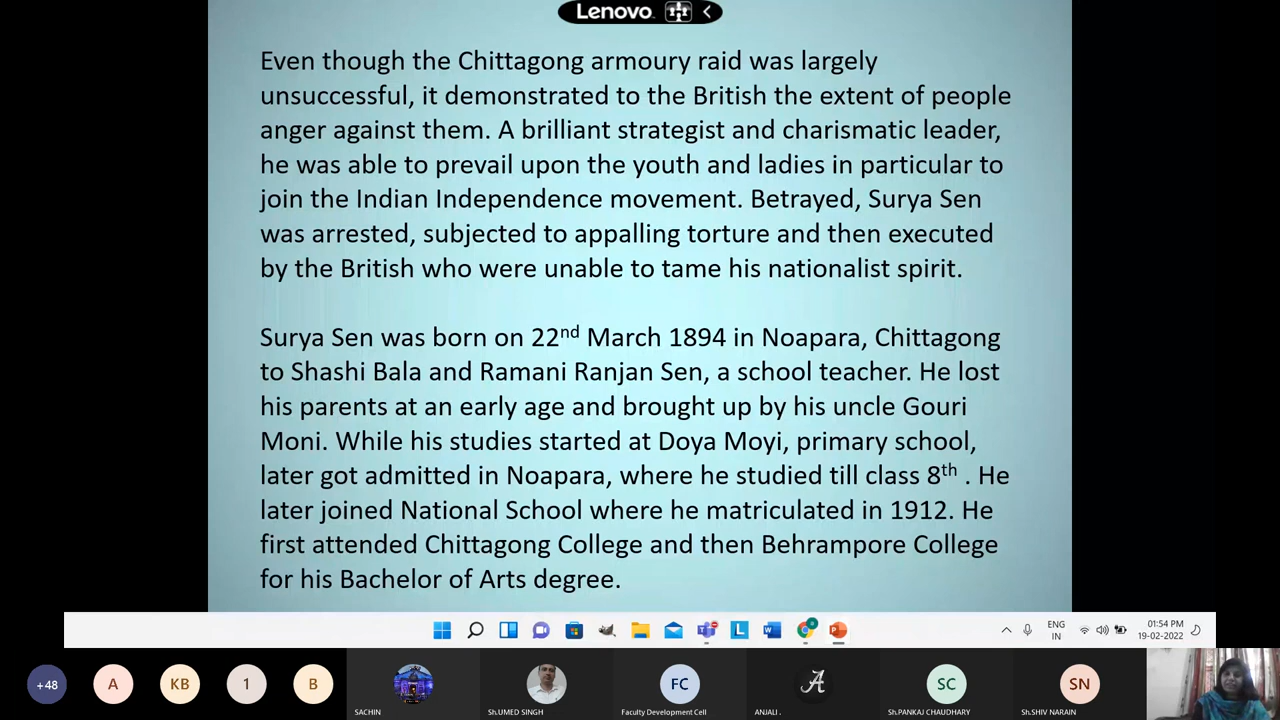 Lenovo
Even though the Chittagong armoury raid was largely
unsuccessful, it demonstrated to the British the extent of people
anger against them. A brilliant strategist and charismatic leader,
he was able to prevail upon the youth and ladies in particular to
join the Indian Independence movement. Betrayed, Surya Sen
was arrested, subjected to appalling torture and then executed
by the British who were unable to tame his nationalist spirit.
Surya Sen was born on 22nd March 1894 in Noapara, Chittagong
to Shashi Bala and Ramani Ranjan Sen, a school teacher. He lost
his parents at an early age and brought up by his uncle Gouri
Moni. While his studies started at Doya Moyi, primary school,
later got admitted in Noapara, where he studied till class 8th . He
later joined National School where he matriculated in 1912. He
first attended Chittagong College and then Behrampore College
for his Bachelor of Arts degree.
ENG 01:54 PM
IN 19-02-2022
+48 A KB 1 B FC A SC SN
SACHIN Sh.UMED SINGH Faculty Development Cell ANJALI . Sh.PANKAJ CHAUDHARY Sh.SHIV NARAIN